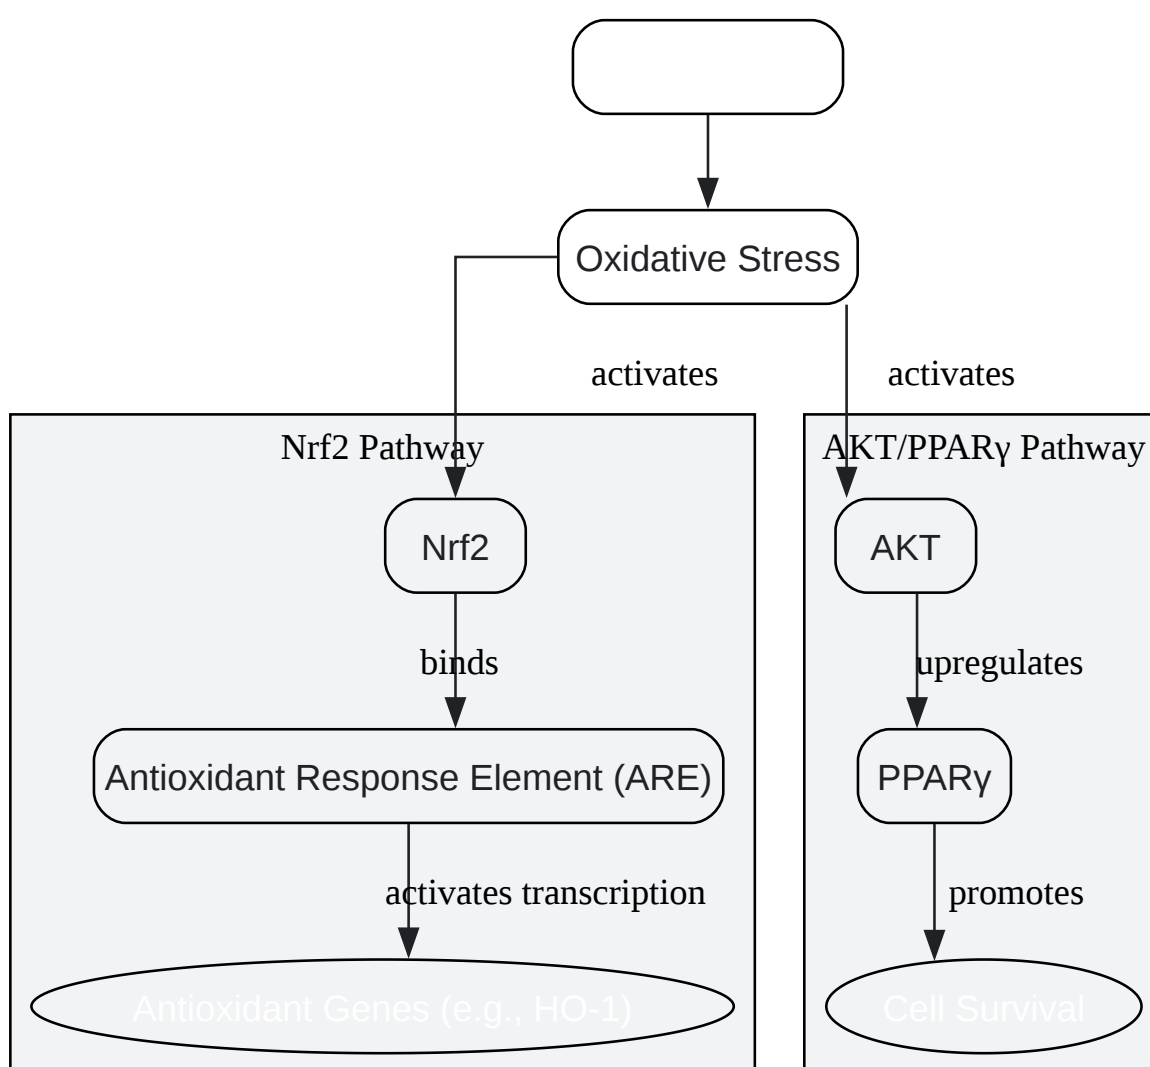 Oxidative Stress
activates
activates
Nrf2 Pathway
AKT/PPARγ Pathway
Nrf2
AKT
binds
upregulates
Antioxidant Response Element (ARE)
PPARγ
activates transcription
promotes
Antioxidant Genes (e.g., HO-1)
Cell Survival